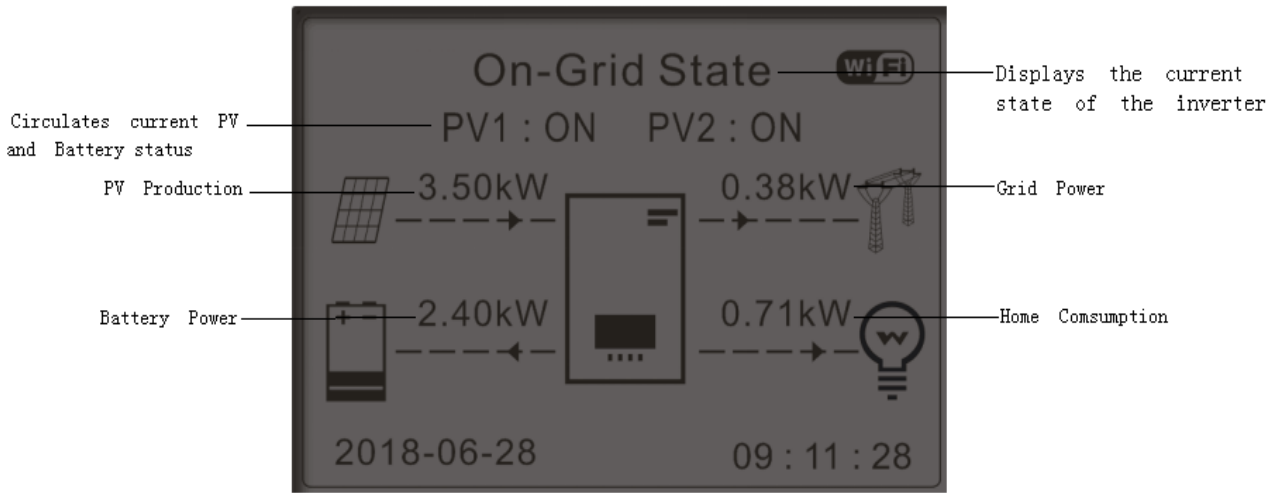 On-Grid State
WiFi
Displays the current
state of the inverter
Circulates current PV
and Battery status
PV1 : ON PV2 : ON
PV Production
3.50kW
0.38kW
Grid Power
Battery Power
+ -
2.40kW
0.71kW
Home Comsumption
2018-06-28
09 : 11 : 28